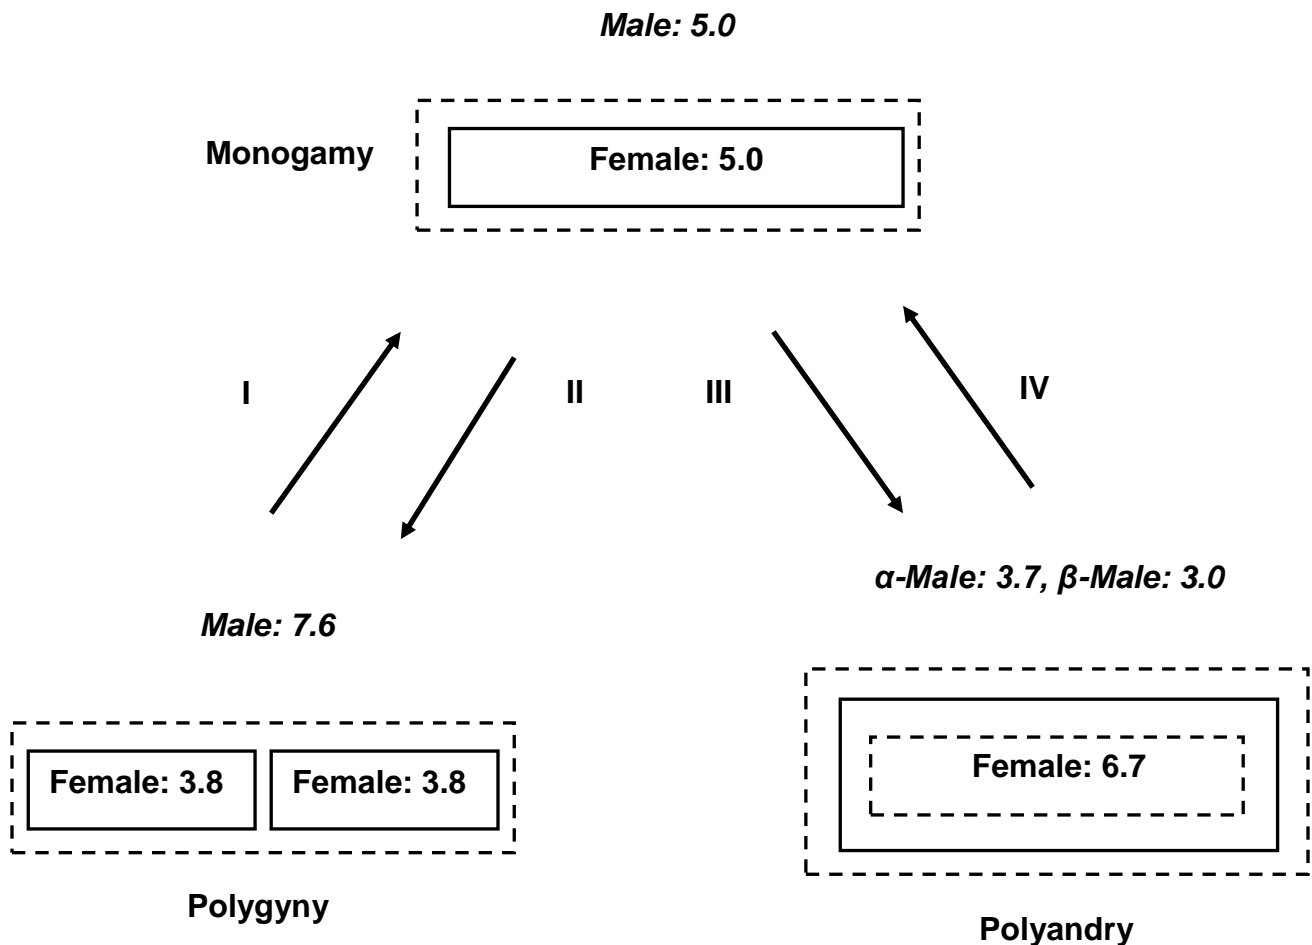 Male: 5.0
Monogamy
Female: 5.0
I
II
III
IV
α-Male: 3.7, β-Male: 3.0
Male: 7.6
Female: 3.8
Female: 3.8
Female: 6.7
Polygyny
Polyandry